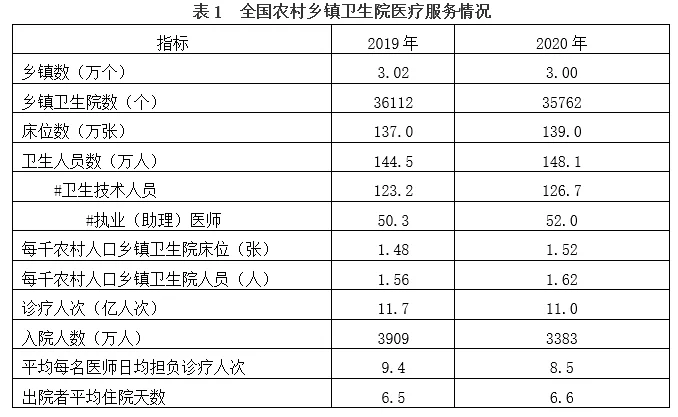 表1 全国农村乡镇卫生院医疗服务情况
指标 2019年 2020年
乡镇数（万个） 3.02 3.00
乡镇卫生院数（个） 36112 35762
床位数（万张） 137.0 139.0
卫生人员数（万人） 144.5 148.1
#卫生技术人员 123.2 126.7
#执业（助理）医师 50.3 52.0
每千农村人口乡镇卫生院床位（张） 1.48 1.52
每千农村人口乡镇卫生院人员（人） 1.56 1.62
诊疗人次（亿人次） 11.7 11.0
入院人数（万人） 3909 3383
平均每名医师日均担负诊疗人次 9.4 8.5
出院者平均住院天数 6.5 6.6